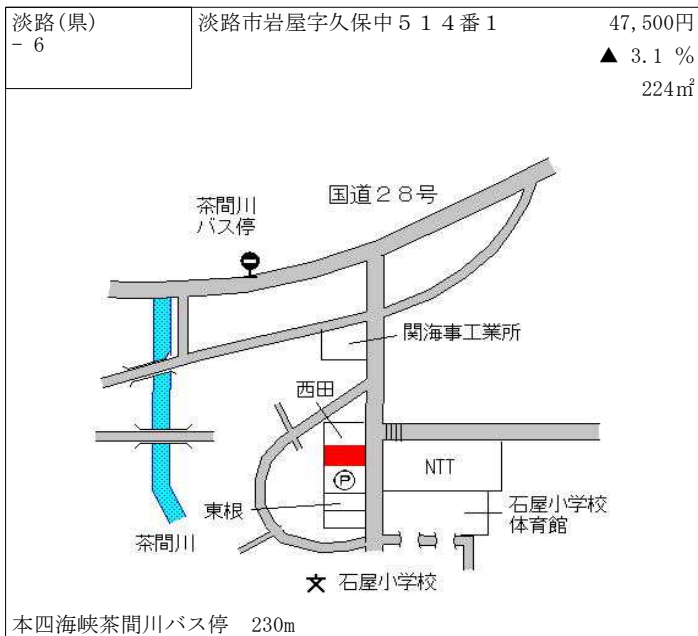 淡路(県)
- 6
淡路市岩屋字久保中５１４番１
47,500円
▲ 3.1 %
224㎡
国道２８号
茶間川
バス停
関海事工業所
西田
NTT
P
東根
石屋小学校
体育館
茶間川
文 石屋小学校
本四海峡茶間川バス停 230m